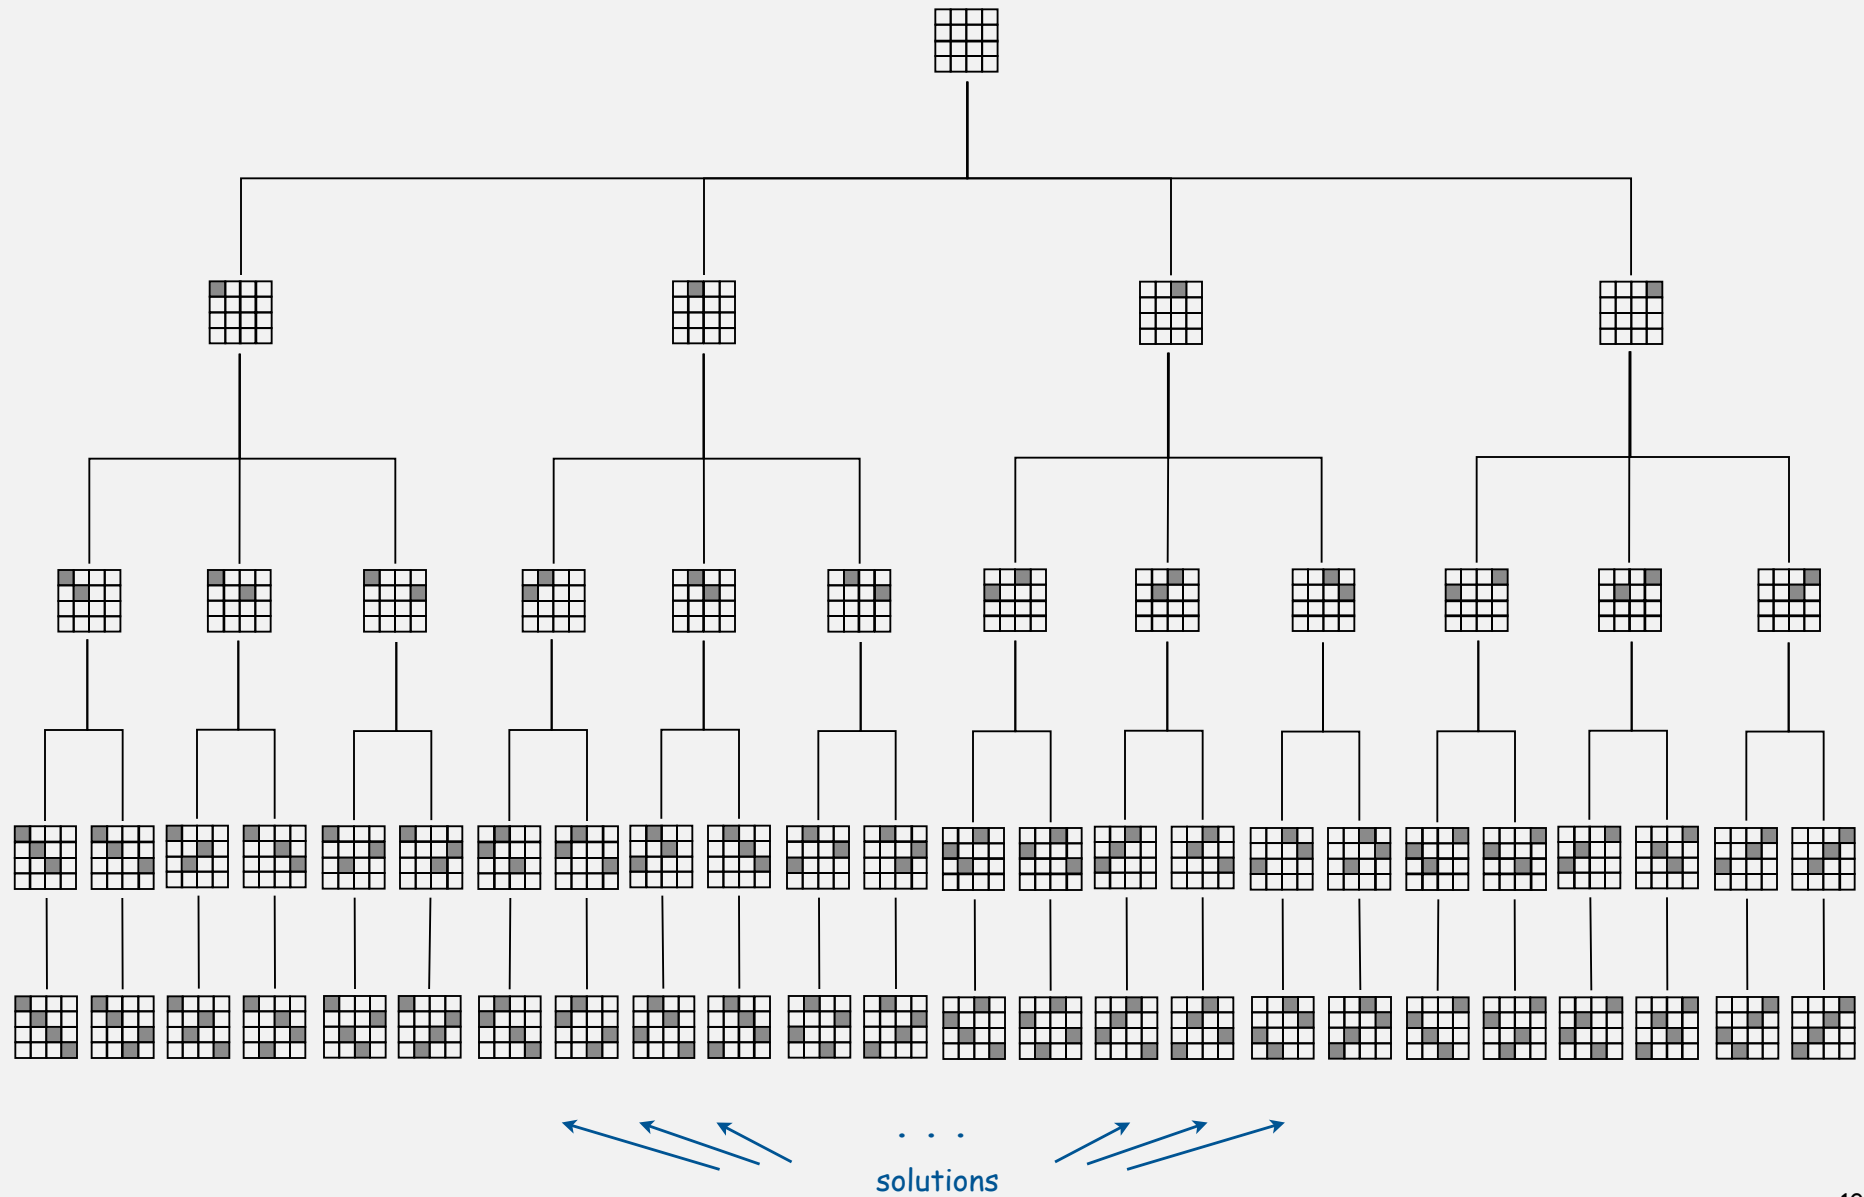 . . .
solutions